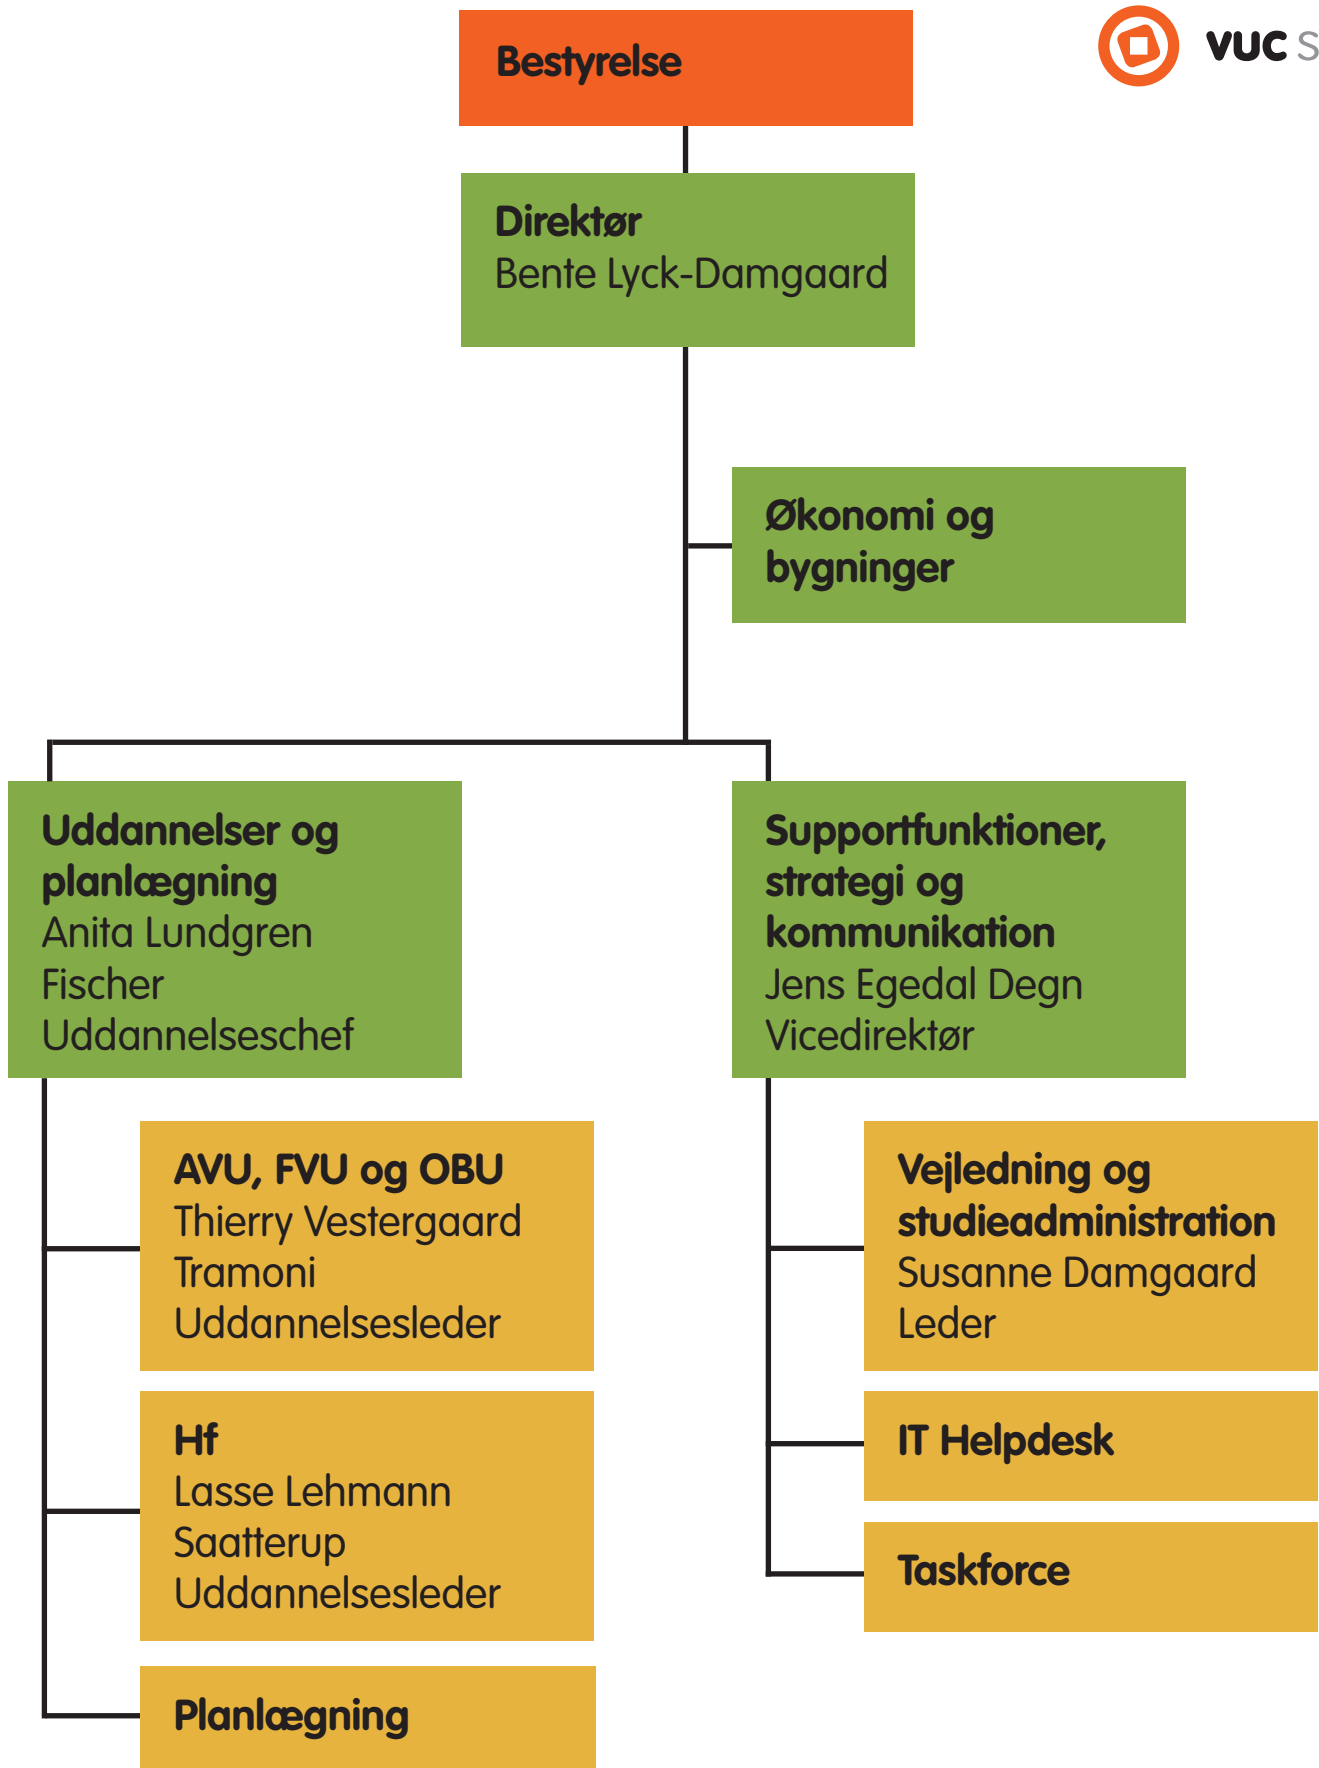 Bestyrelse
vuc S
Direktør
Bente Lyck-Damgaard
Økonomi og
bygninger
Uddannelser og
planlægning
Anita Lundgren
Fischer
Uddannelseschef
Supportfunktioner,
strategi og
kommunikation
Jens Egedal Degn
Vicedirektør
AVU, FVU og OBU
Thierry Vestergaard
Tramoni
Uddannelsesleder
Hf
Lasse Lehmann
Saatterup
Uddannelsesleder
Planlægning
Vejledning og
studieadministration
Susanne Damgaard
Leder
IT Helpdesk
Taskforce